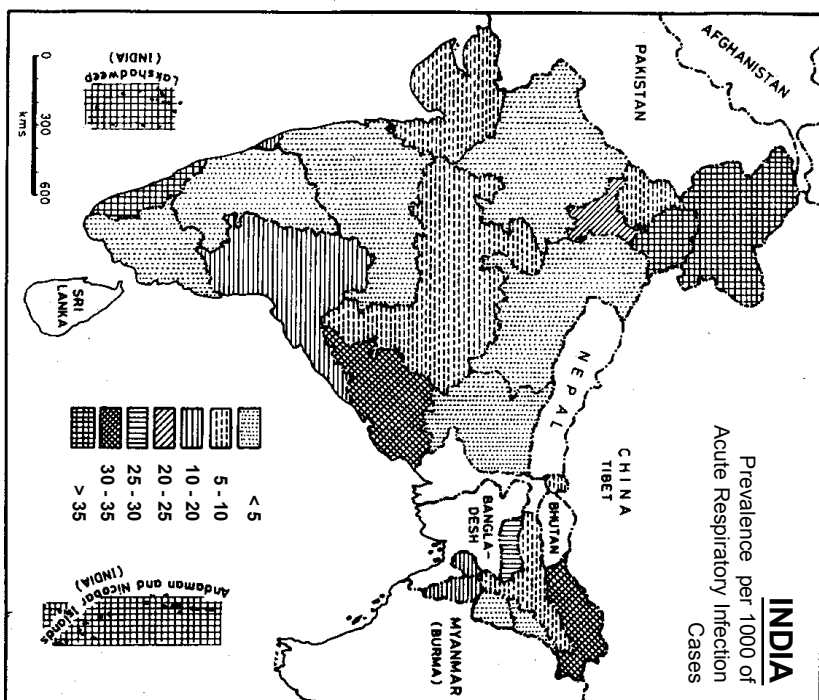 INDIA
Prevalence per 1000 of
Acute Respiratory Infection
Cases
AFGHANISTAN
PAKISTAN
CHINA
TIBET
NEPAL
BHUTAN
BANGLA-
DESH
MYANMAR
(BURMA)
SRI
LANKA
Lakshadweep
(INDIA)
Andaman and Nicobar Islands
(INDIA)
0 300 600
kms
< 5
5 - 10
10 - 20
20 - 25
25 - 30
30 - 35
> 35